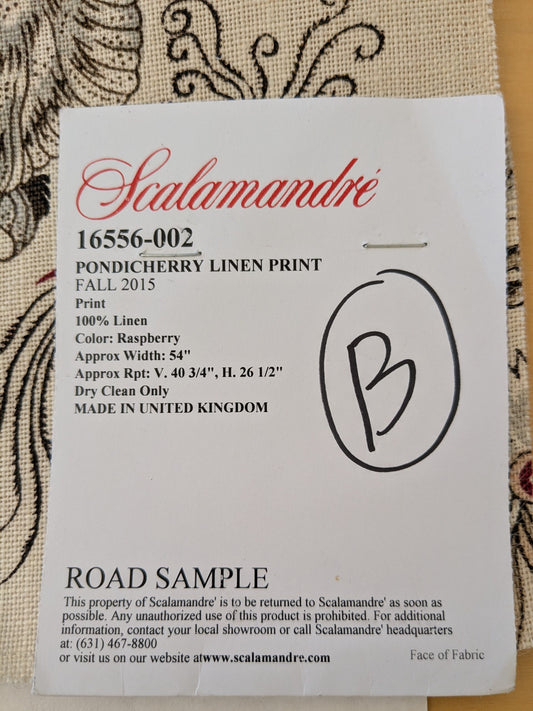 Scalamandré
16556-002
PONDICHERRY LINEN PRINT
FALL 2015
Print
100% Linen
Color: Raspberry
Approx Width: 54"
Approx Rpt: V. 40 3/4", H. 26 1/2"
Dry Clean Only
MADE IN UNITED KINGDOM
B
ROAD SAMPLE
This property of Scalamandre' is to be returned to Scalamandre' as soon as
possible. Any unauthorized use of this product is prohibited. For additional
information, contact your local showroom or call Scalamandre' headquarters
at: (631) 467-8800
or visit us on our website atwww.scalamandre.com
Face of Fabric